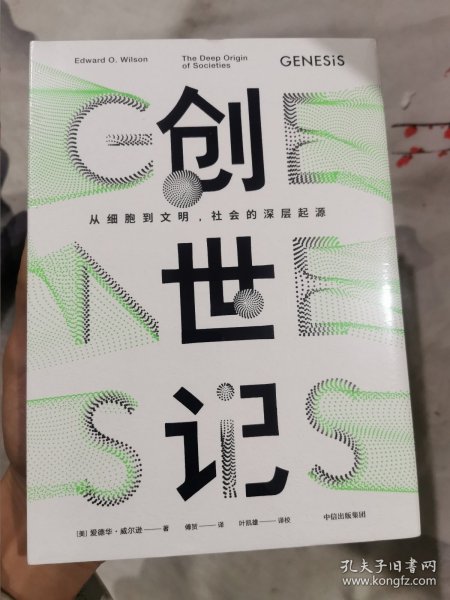 Edward O. Wilson
The Deep Origin
of Societies
GENESiS
创
从细胞到文明，社会的深层起源
世
记
GENESIS
[美] 爱德华·威尔逊——著 傅贺——译 叶凯雄——译校
中信出版集团
孔夫子旧书网
www.kongfz.com